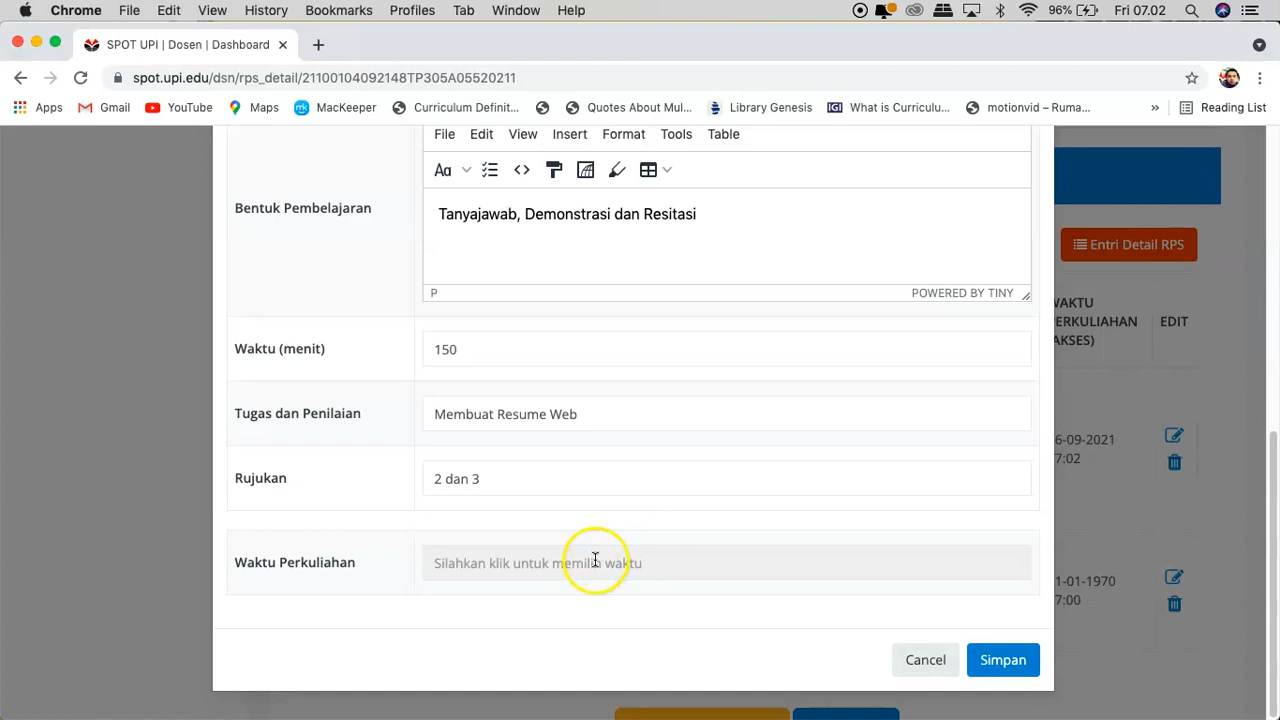 Chrome File Edit View History Bookmarks Profiles Tab Window Help 96% Fri 07.02
SPOT UPI | Dosen | Dashboard
spot.upi.edu/dsn/rps_detail/21100104092148TP305A05520211
Apps Gmail YouTube Maps MacKeeper Curriculum Definit... Quotes About Mul... Library Genesis IGI What is Curriculu... motionvid – Ruma... » Reading List
File Edit View Insert Format Tools Table
Aa
Bentuk Pembelajaran
Tanyajawab, Demonstrasi dan Resitasi
P POWERED BY TINY
Waktu (menit) 150
Tugas dan Penilaian Membuat Resume Web
Rujukan 2 dan 3
Waktu Perkuliahan Silahkan klik untuk memilih waktu
Cancel Simpan
Entri Detail RPS
WAKTU
PERKULIAHAN EDIT
AKSES)
6-09-2021
7:02
1-01-1970
7:00